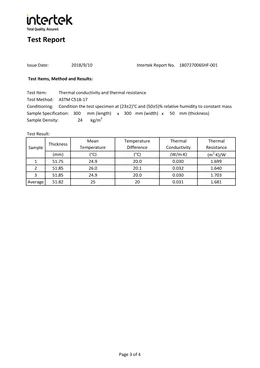 intertek
Total Quality. Assured.
Test Report
Issue Date: 2018/9/10 Intertek Report No. 180727006SHF-001
Test Items, Method and Results:
Test Item: Thermal conductivity and thermal resistance
Test Method: ASTM C518-17
Conditioning: Condition the test specimen at (23±2)°C and (50±5)% relative humidity to constant mass
Sample Specification: 300 mm (length) x 300 mm (width) x 50 mm (thickness)
Sample Density: 24 kg/m³
Test Result:
Sample Thickness Mean Temperature Temperature Difference Thermal Conductivity Thermal Resistance
(mm) (°C) (°C) (W/m·K) (m²·K)/W
1 51.75 24.9 20.0 0.030 1.699
2 51.85 26.0 20.1 0.032 1.640
3 51.85 24.9 20.0 0.030 1.703
Average 51.82 25 20 0.031 1.681
Page 3 of 4